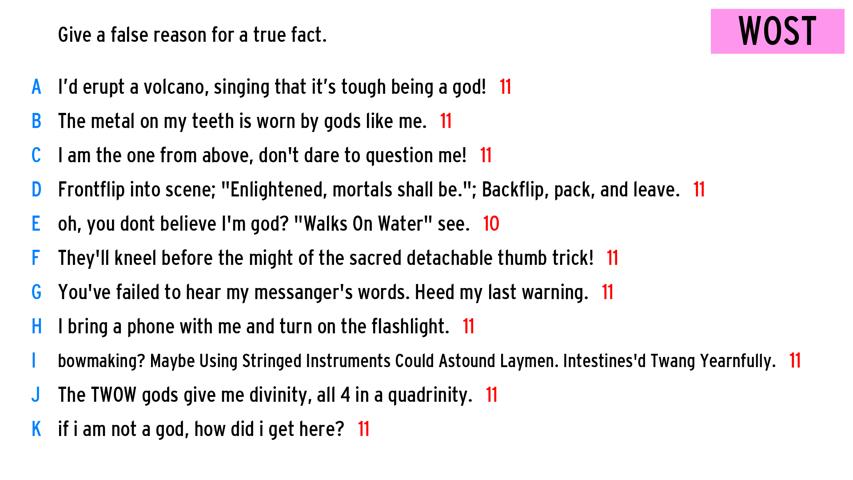 Give a false reason for a true fact.
WOST
A I'd erupt a volcano, singing that it's tough being a god! 11
B The metal on my teeth is worn by gods like me. 11
C I am the one from above, don't dare to question me! 11
D Frontflip into scene; "Enlightened, mortals shall be."; Backflip, pack, and leave. 11
E oh, you dont believe I'm god? "Walks On Water" see. 10
F They'll kneel before the might of the sacred detachable thumb trick! 11
G You've failed to hear my messanger's words. Heed my last warning. 11
H I bring a phone with me and turn on the flashlight. 11
I bowmaking? Maybe Using Stringed Instruments Could Astound Laymen. Intestines'd Twang Yearnfully. 11
J The TWOW gods give me divinity, all 4 in a quadrinity. 11
K if i am not a god, how did i get here? 11